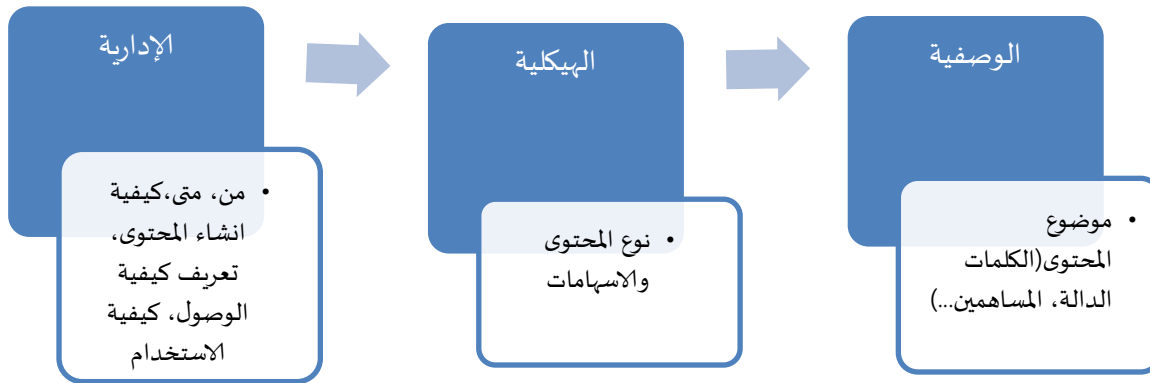 الإدارية
• من، متى،كيفية
انشاء المحتوى،
تعريف كيفية
الوصول، كيفية
الاستخدام
الهيكلية
• نوع المحتوى
والاسهامات
الوصفية
• موضوع
المحتوى(الكلمات
الدالة، المساهمين...)